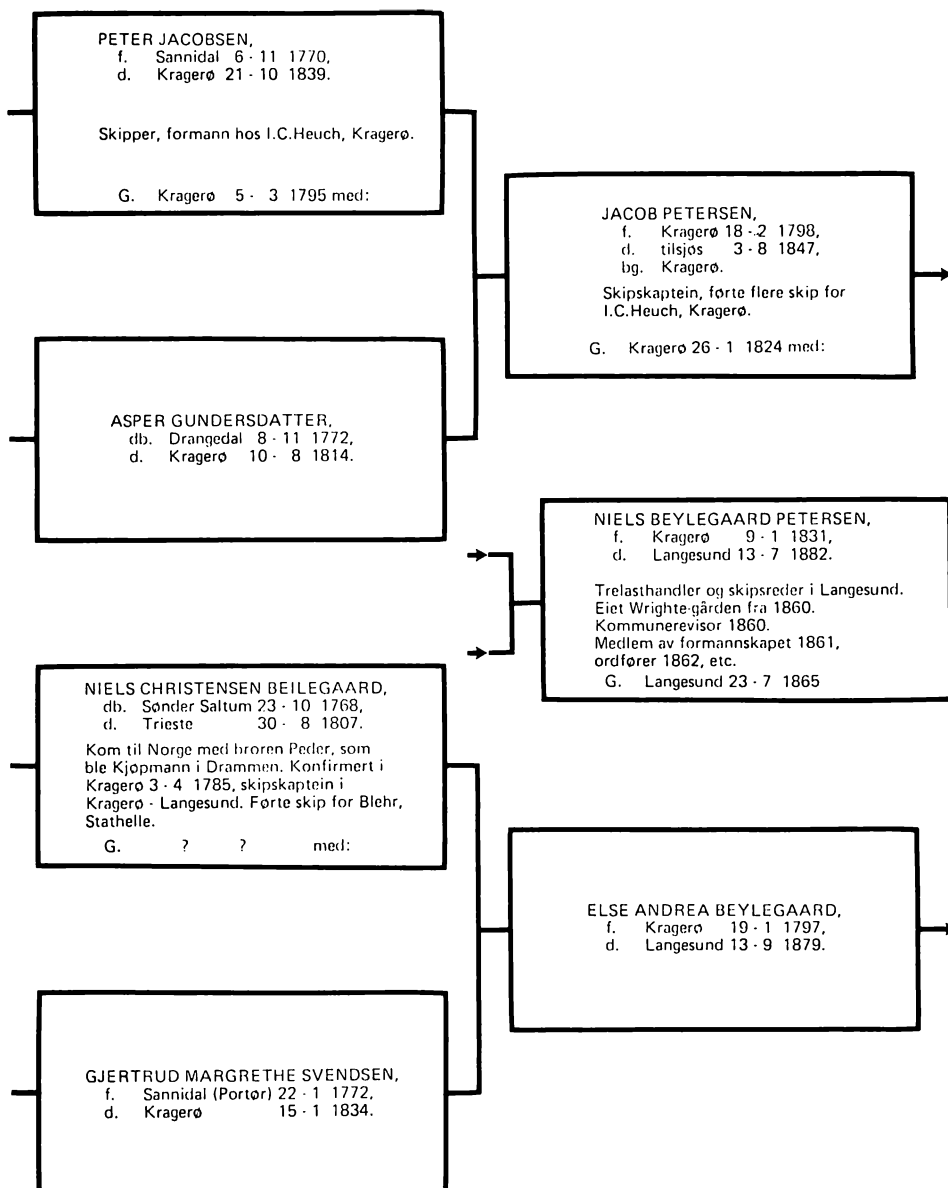 PETER JACOBSEN,
f. Sannidal 6 - 11 1770,
d. Kragerø 21 - 10 1839.
Skipper, formann hos I.C.Heuch, Kragerø.
G. Kragerø 5 - 3 1795 med:
JACOB PETERSEN,
f. Kragerø 18 - 2 1798,
d. tilsjøs 3 - 8 1847,
bg. Kragerø.
Skipskaptein, førte flere skip for
I.C.Heuch, Kragerø.
G. Kragerø 26 - 1 1824 med:
ASPER GUNDERSDATTER,
db. Drangedal 8 - 11 1772,
d. Kragerø 10 - 8 1814.
NIELS BEYLEGAARD PETERSEN,
f. Kragerø 9 - 1 1831,
d. Langesund 13 - 7 1882.
Trelasthandler og skipsreder i Langesund.
Eiet Wrighte-gården fra 1860.
Kommunerevisor 1860.
Medlem av formannskapet 1861,
ordfører 1862, etc.
G. Langesund 23 - 7 1865
NIELS CHRISTENSEN BEILEGAARD,
db. Sønder Saltum 23 - 10 1768,
d. Trieste 30 - 8 1807.
Kom til Norge med broren Peder, som
ble Kjøpmann i Drammen. Konfirmert i
Kragerø 3 - 4 1785, skipskaptein i
Kragerø - Langesund. Førte skip for Blehr,
Stathelle.
G. ? ? med:
ELSE ANDREA BEYLEGAARD,
f. Kragerø 19 - 1 1797,
d. Langesund 13 - 9 1879.
GJERTRUD MARGRETHE SVENDSEN,
f. Sannidal (Portør) 22 - 1 1772,
d. Kragerø 15 - 1 1834.